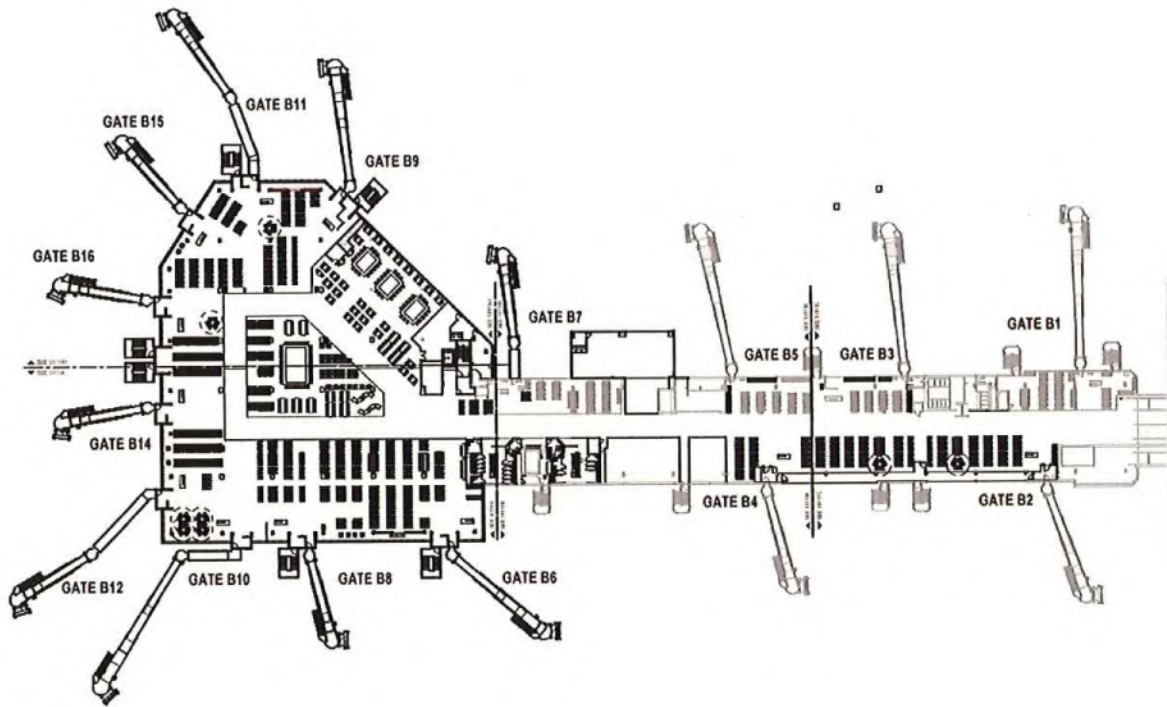 GATE B11
GATE B15
GATE B9
GATE B16
GATE B7
GATE B1
GATE B5
GATE B3
GATE B14
GATE B4
GATE B2
GATE B12
GATE B10
GATE B8
GATE B6